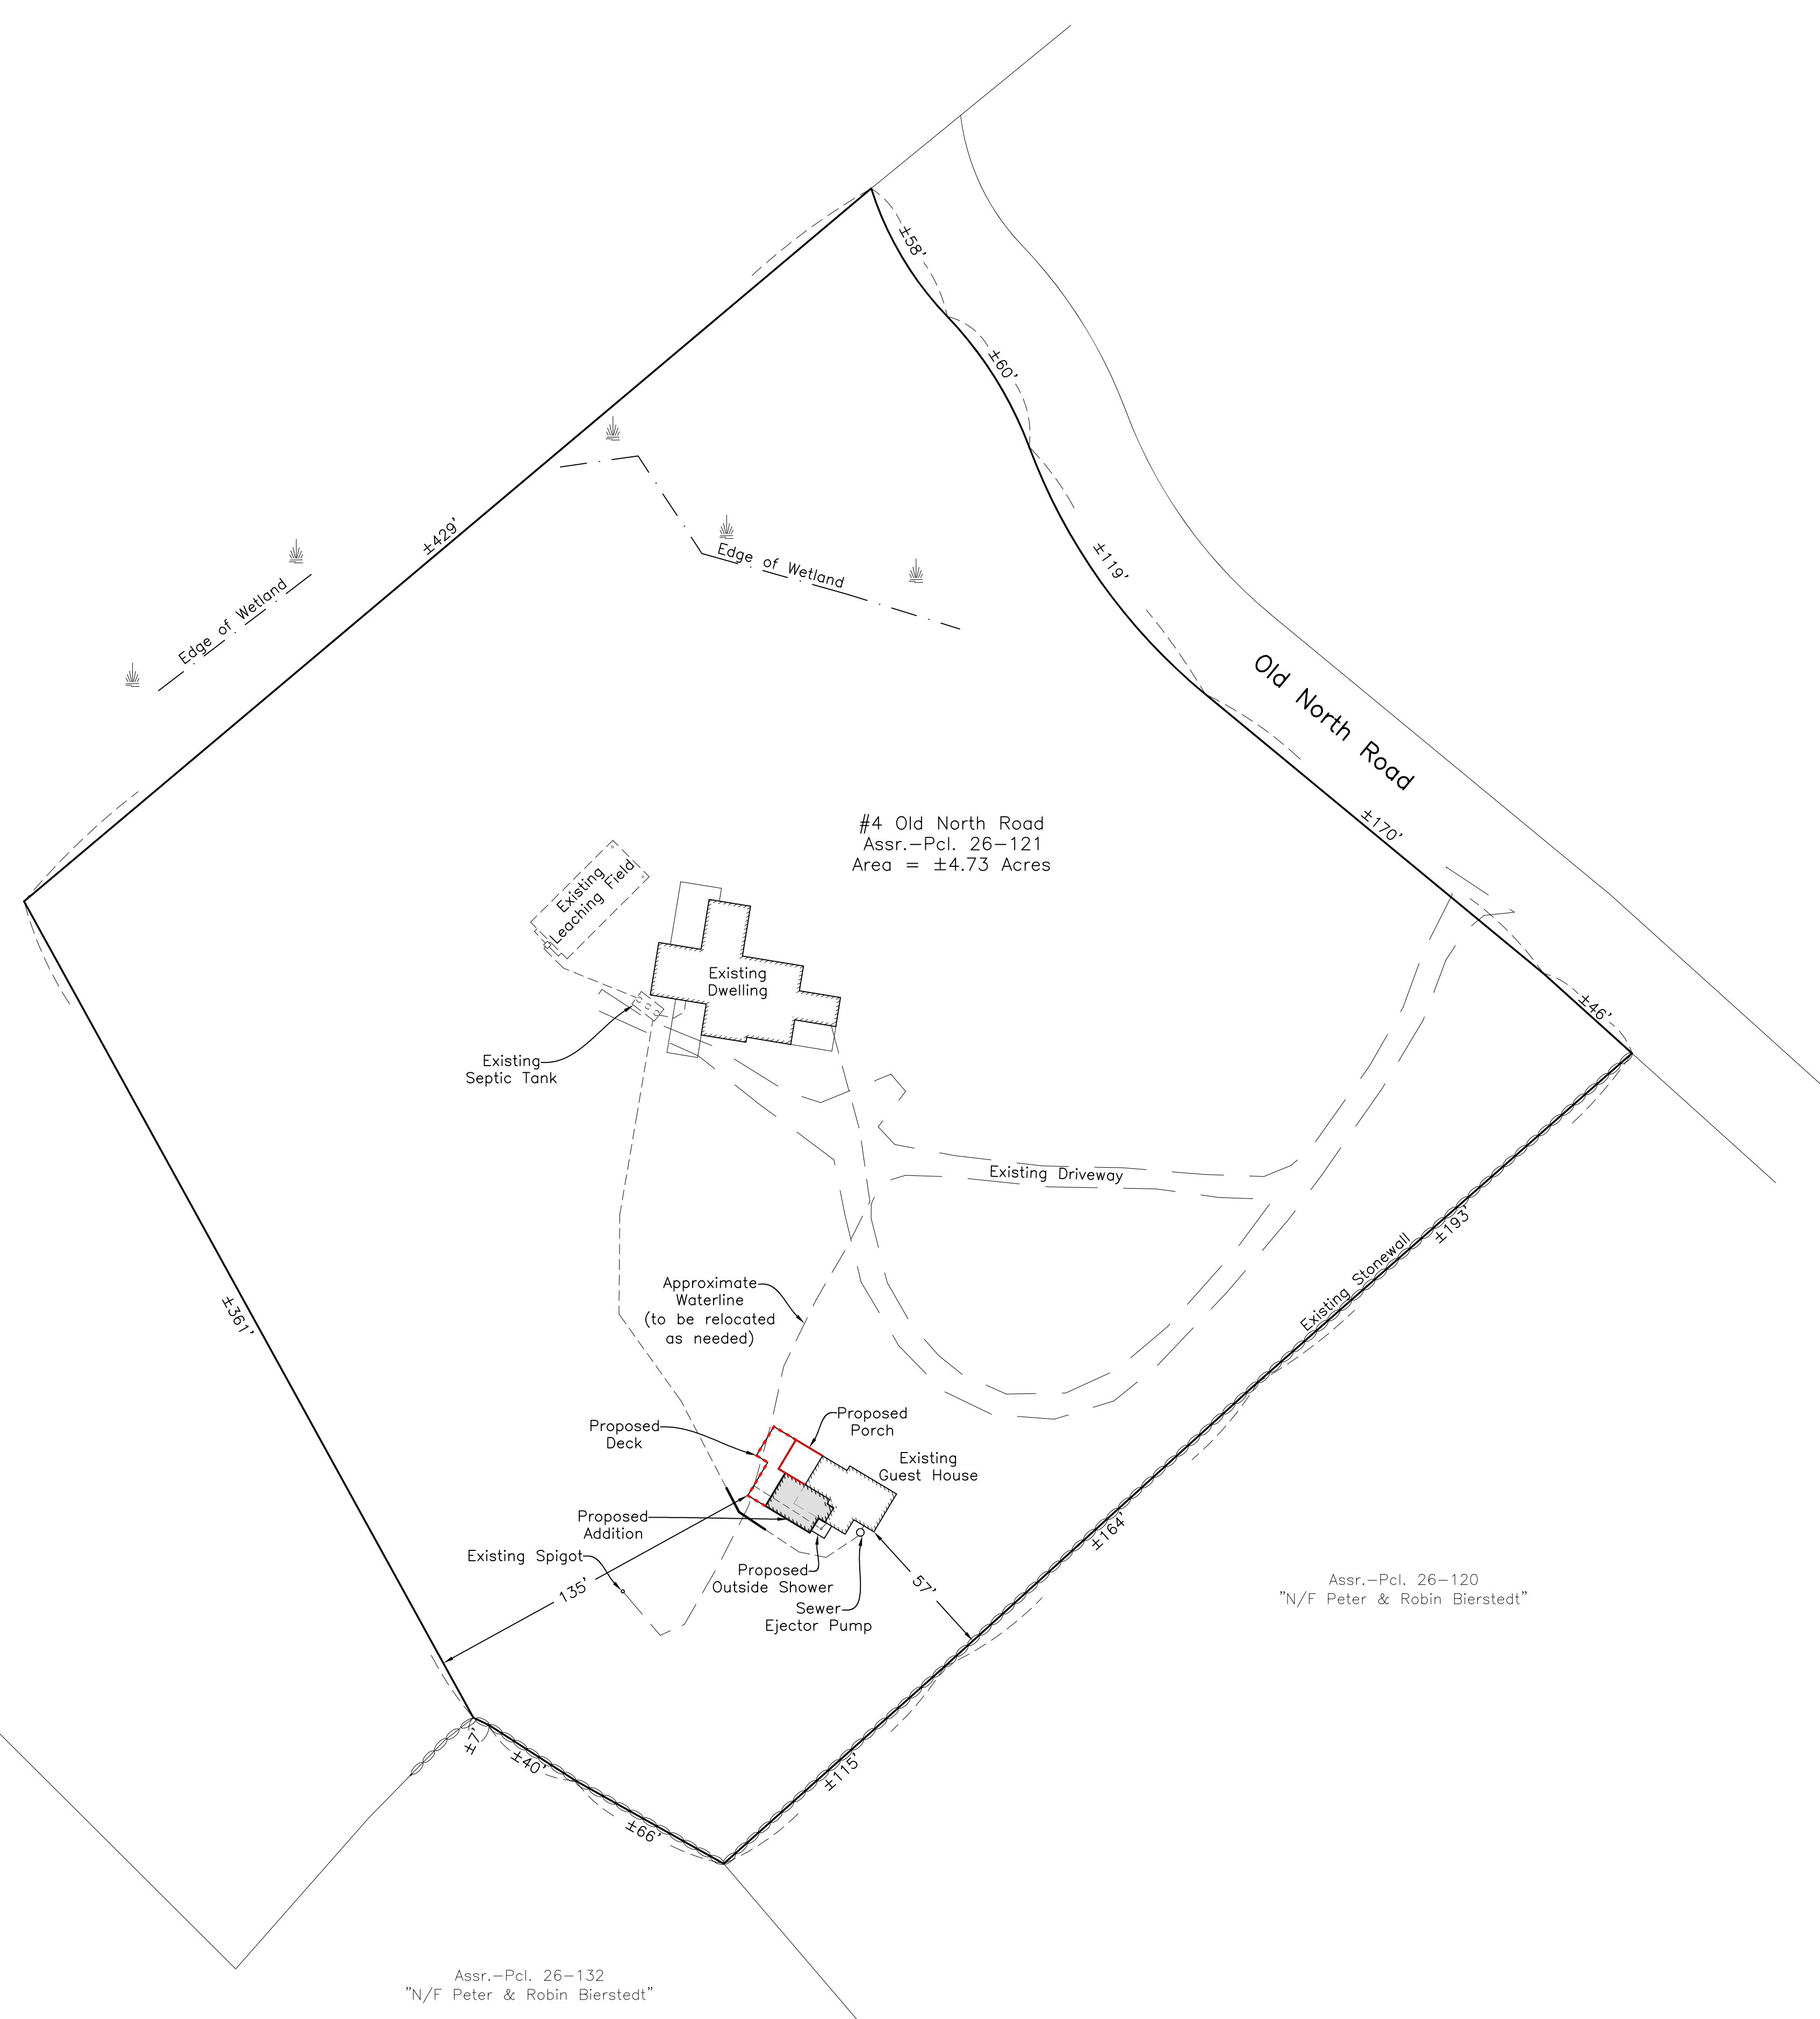 ±58'
±60'
±429'
Edge of Wetland
±119'
Edge of Wetland
Old North Road
#4 Old North Road
Assr.-Pcl. 26-121
Area = ±4.73 Acres
±170'
Existing
Leaching Field
Existing
Dwelling
±46'
Existing
Septic Tank
Existing Driveway
±193'
Existing Stonewall
Approximate
Waterline
(to be relocated
as needed)
±361'
Proposed
Deck
Proposed
Porch
Existing
Guest House
Proposed
Addition
±164'
Existing Spigot
135'
Proposed
Outside Shower
57'
Sewer
Ejector Pump
Assr.-Pcl. 26-120
"N/F Peter & Robin Bierstedt"
±7'
±40'
±115'
±66'
Assr.-Pcl. 26-132
"N/F Peter & Robin Bierstedt"